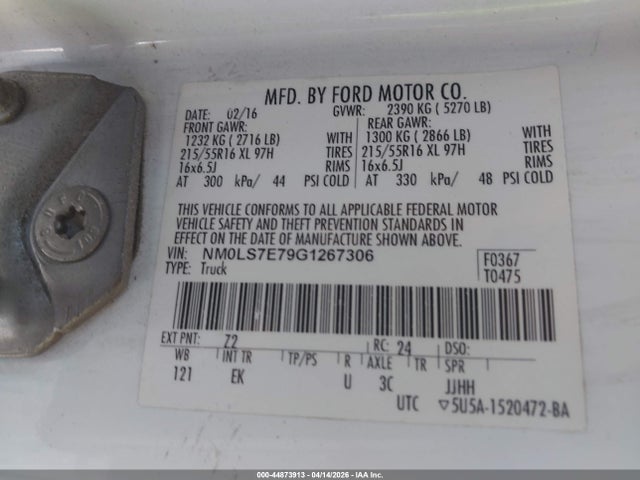 MFD. BY FORD MOTOR CO.
DATE: 02/16 GVWR: 2390 KG ( 5270 LB)
FRONT GAWR: REAR GAWR:
1232 KG ( 2716 LB) WITH 1300 KG ( 2866 LB) WITH
215/55R16 XL 97H TIRES 215/55R16 XL 97H TIRES
16x6.5J RIMS 16x6.5J RIMS
AT 300 kPa/ 44 PSI COLD AT 330 kPa/ 48 PSI COLD
THIS VEHICLE CONFORMS TO ALL APPLICABLE FEDERAL MOTOR
VEHICLE SAFETY AND THEFT PREVENTION STANDARDS IN
EFFECT ON THE DATE OF MANUFACTURE SHOWN ABOVE.
VIN: NM0LS7E79G1267306 F0367
TYPE: Truck T0475
EXT PNT: Z2 RC: 24 DSO:
WB INT TR TP/PS R AXLE TR SPR
121 EK U 3C JJHH
UTC ▽5U5A-1520472-BA
000-44873913 - 04/14/2026 - IAA Inc.